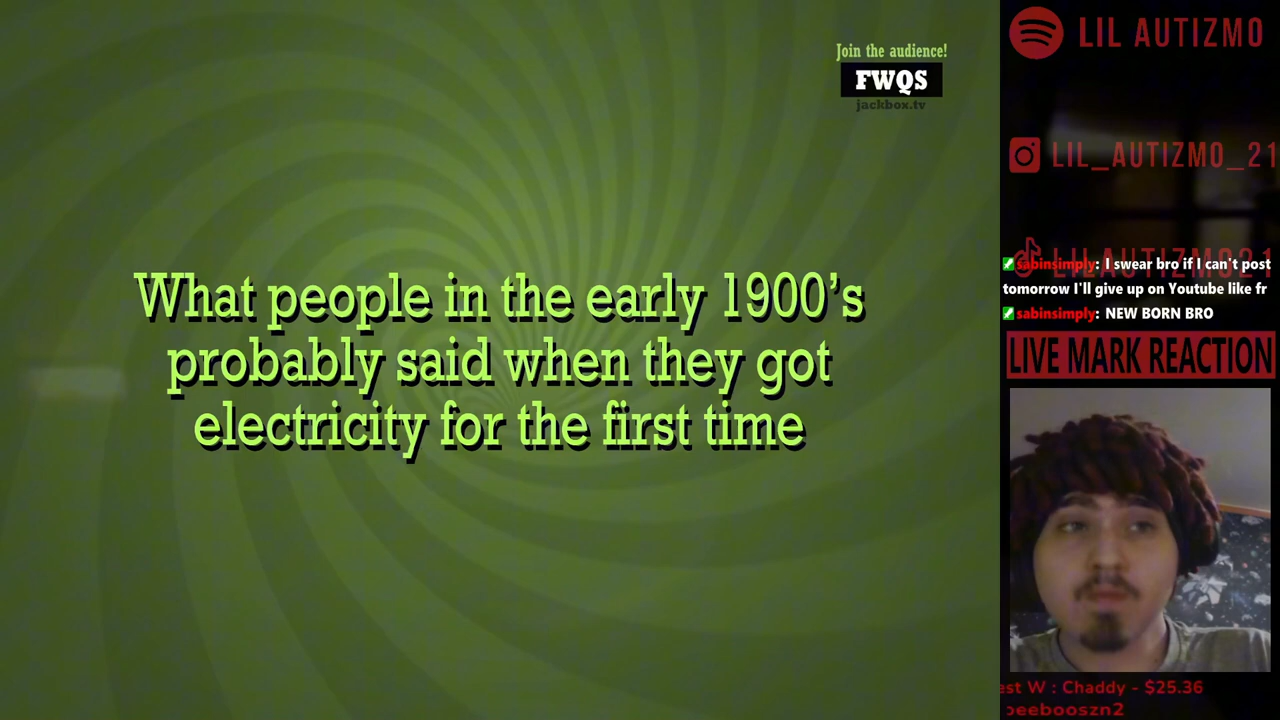 Join the audience!
FWQS
jackbox.tv
What people in the early 1900's
probably said when they got
electricity for the first time
LIL AUTIZMO
LIL_AUTIZMO_21
LIL_AUTIZMO21
sabinsimply: I swear bro if I can't post
tomorrow I'll give up on Youtube like fr
sabinsimply: NEW BORN BRO
LIVE MARK REACTION
est W : Chaddy - $25.36
beebooszn2